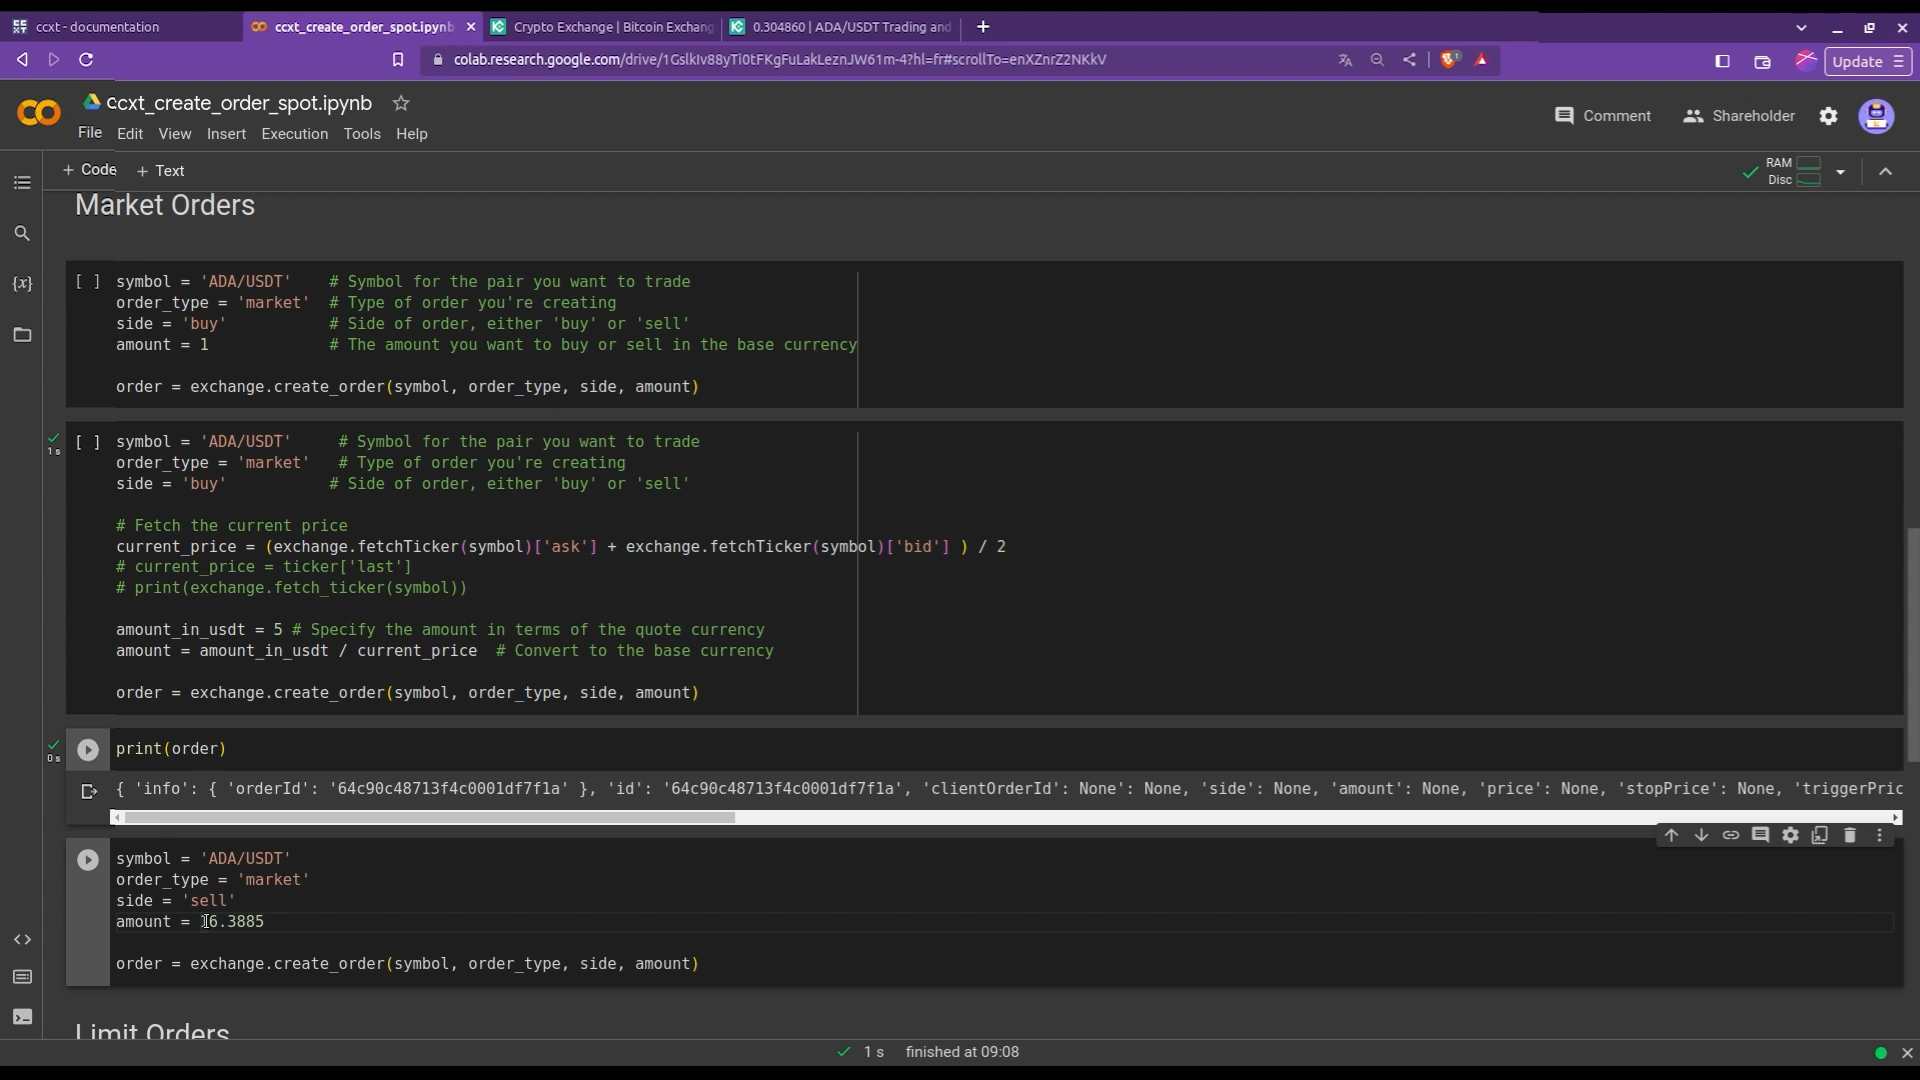 ccxt - documentation
ccxt_create_order_spot.ipynb
Crypto Exchange | Bitcoin Exchang
0.304860 | ADA/USDT Trading and
colab.research.google.com/drive/1GslkIv88yTi0tFKgFuLakLeznJW61m-4?hl=fr#scrollTo=enXZnrZ2NKkV
Update
ccxt_create_order_spot.ipynb
File Edit View Insert Execution Tools Help
Comment
Shareholder
+ Code + Text
RAM
Disc
Market Orders
[ ] symbol = 'ADA/USDT' # Symbol for the pair you want to trade
order_type = 'market' # Type of order you're creating
side = 'buy' # Side of order, either 'buy' or 'sell'
amount = 1 # The amount you want to buy or sell in the base currency
order = exchange.create_order(symbol, order_type, side, amount)
1 s
[ ] symbol = 'ADA/USDT' # Symbol for the pair you want to trade
order_type = 'market' # Type of order you're creating
side = 'buy' # Side of order, either 'buy' or 'sell'
# Fetch the current price
current_price = (exchange.fetchTicker(symbol)['ask'] + exchange.fetchTicker(symbol)['bid'] ) / 2
# current_price = ticker['last']
# print(exchange.fetch_ticker(symbol))
amount_in_usdt = 5 # Specify the amount in terms of the quote currency
amount = amount_in_usdt / current_price # Convert to the base currency
order = exchange.create_order(symbol, order_type, side, amount)
0 s
print(order)
{ 'info': { 'orderId': '64c90c48713f4c0001df7f1a' }, 'id': '64c90c48713f4c0001df7f1a', 'clientOrderId': None': None, 'side': None, 'amount': None, 'price': None, 'stopPrice': None, 'triggerPric
symbol = 'ADA/USDT'
order_type = 'market'
side = 'sell'
amount = 6.3885
order = exchange.create_order(symbol, order_type, side, amount)
Limit Orders
1 s finished at 09:08